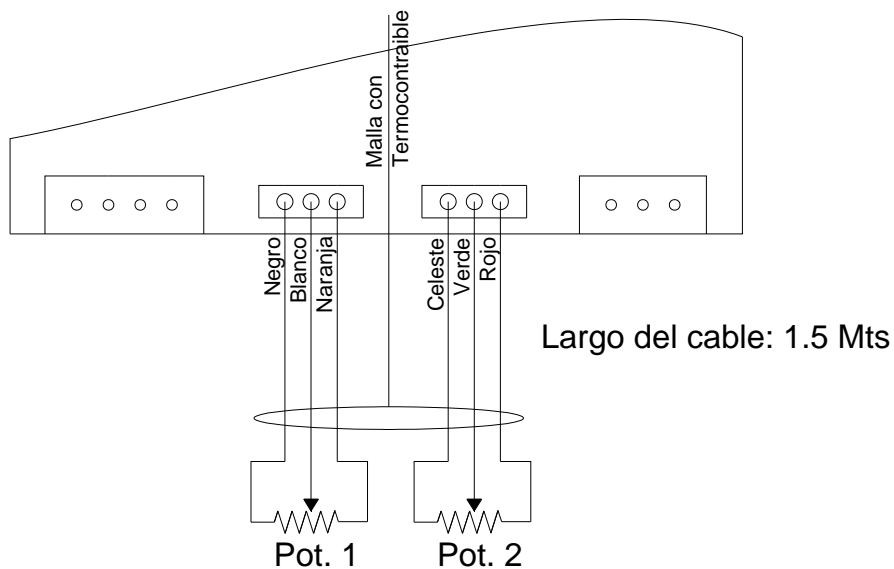 Malla con
Termocontraible
Negro
Blanco
Naranja
Celeste
Verde
Rojo
Largo del cable: 1.5 Mts
Pot. 1
Pot. 2